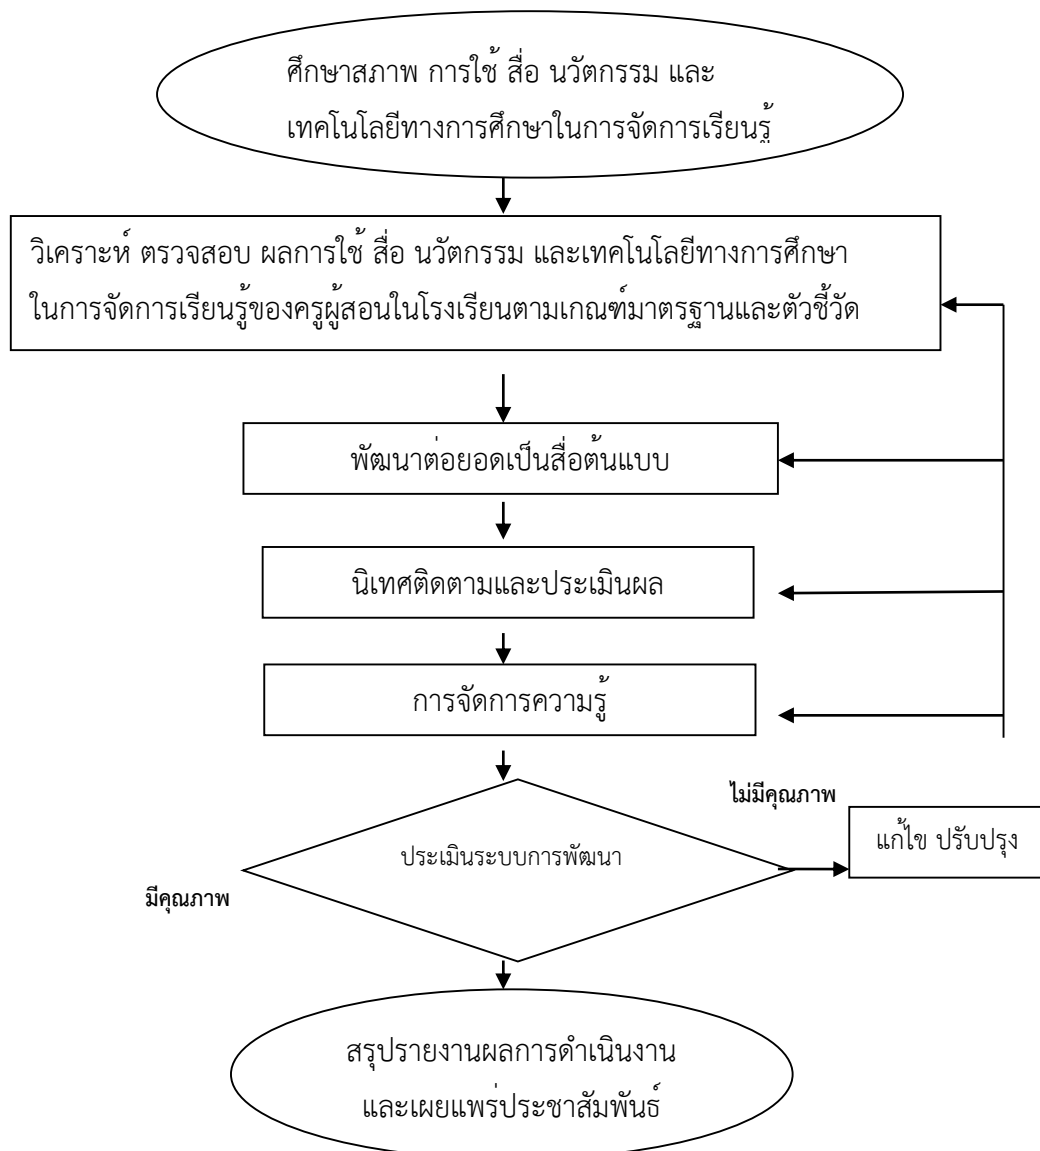 ศึกษาสภาพ การใช้ สื่อ นวัตกรรม และ
เทคโนโลยีทางการศึกษาในการจัดการเรียนรู้
วิเคราะห์ ตรวจสอบ ผลการใช้ สื่อ นวัตกรรม และเทคโนโลยีทางการศึกษา
ในการจัดการเรียนรู้ของครูผู้สอนในโรงเรียนตามเกณฑ์มาตรฐานและตัวชี้วัด
พัฒนาต่อยอดเป็นสื่อต้นแบบ
นิเทศติดตามและประเมินผล
การจัดการความรู้
ไม่มีคุณภาพ
แก้ไข ปรับปรุง
ประเมินระบบการพัฒนา
มีคุณภาพ
สรุปรายงานผลการดำเนินงาน
และเผยแพร่ประชาสัมพันธ์